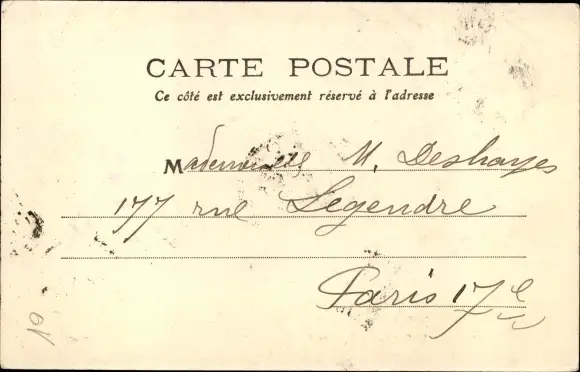 CARTE POSTALE
Ce côté est exclusivement réservé à l'adresse
Mademoiselle M. Deshayes
177 rue Legendre
Paris 17e